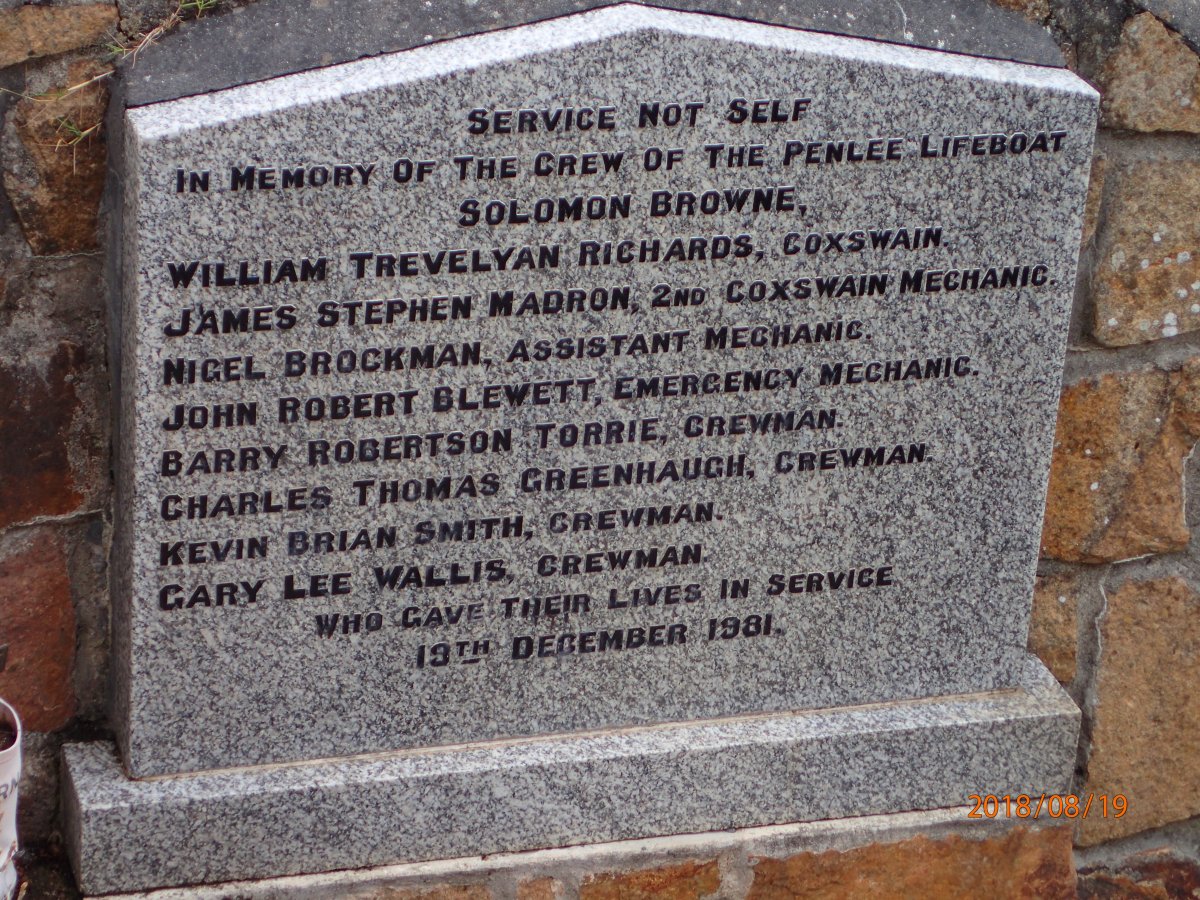 SERVICE NOT SELF
IN MEMORY OF THE CREW OF THE PENLEE LIFEBOAT
SOLOMON BROWNE,
WILLIAM TREVELYAN RICHARDS, COXSWAIN.
JAMES STEPHEN MADRON, 2ND COXSWAIN MECHANIC.
NIGEL BROCKMAN, ASSISTANT MECHANIC.
JOHN ROBERT BLEWETT, EMERGENCY MECHANIC.
BARRY ROBERTSON TORRIE, CREWMAN.
CHARLES THOMAS GREENHAUGH, CREWMAN.
KEVIN BRIAN SMITH, CREWMAN.
GARY LEE WALLIS, CREWMAN.
WHO GAVE THEIR LIVES IN SERVICE
19TH DECEMBER 1981.
2018/08/19